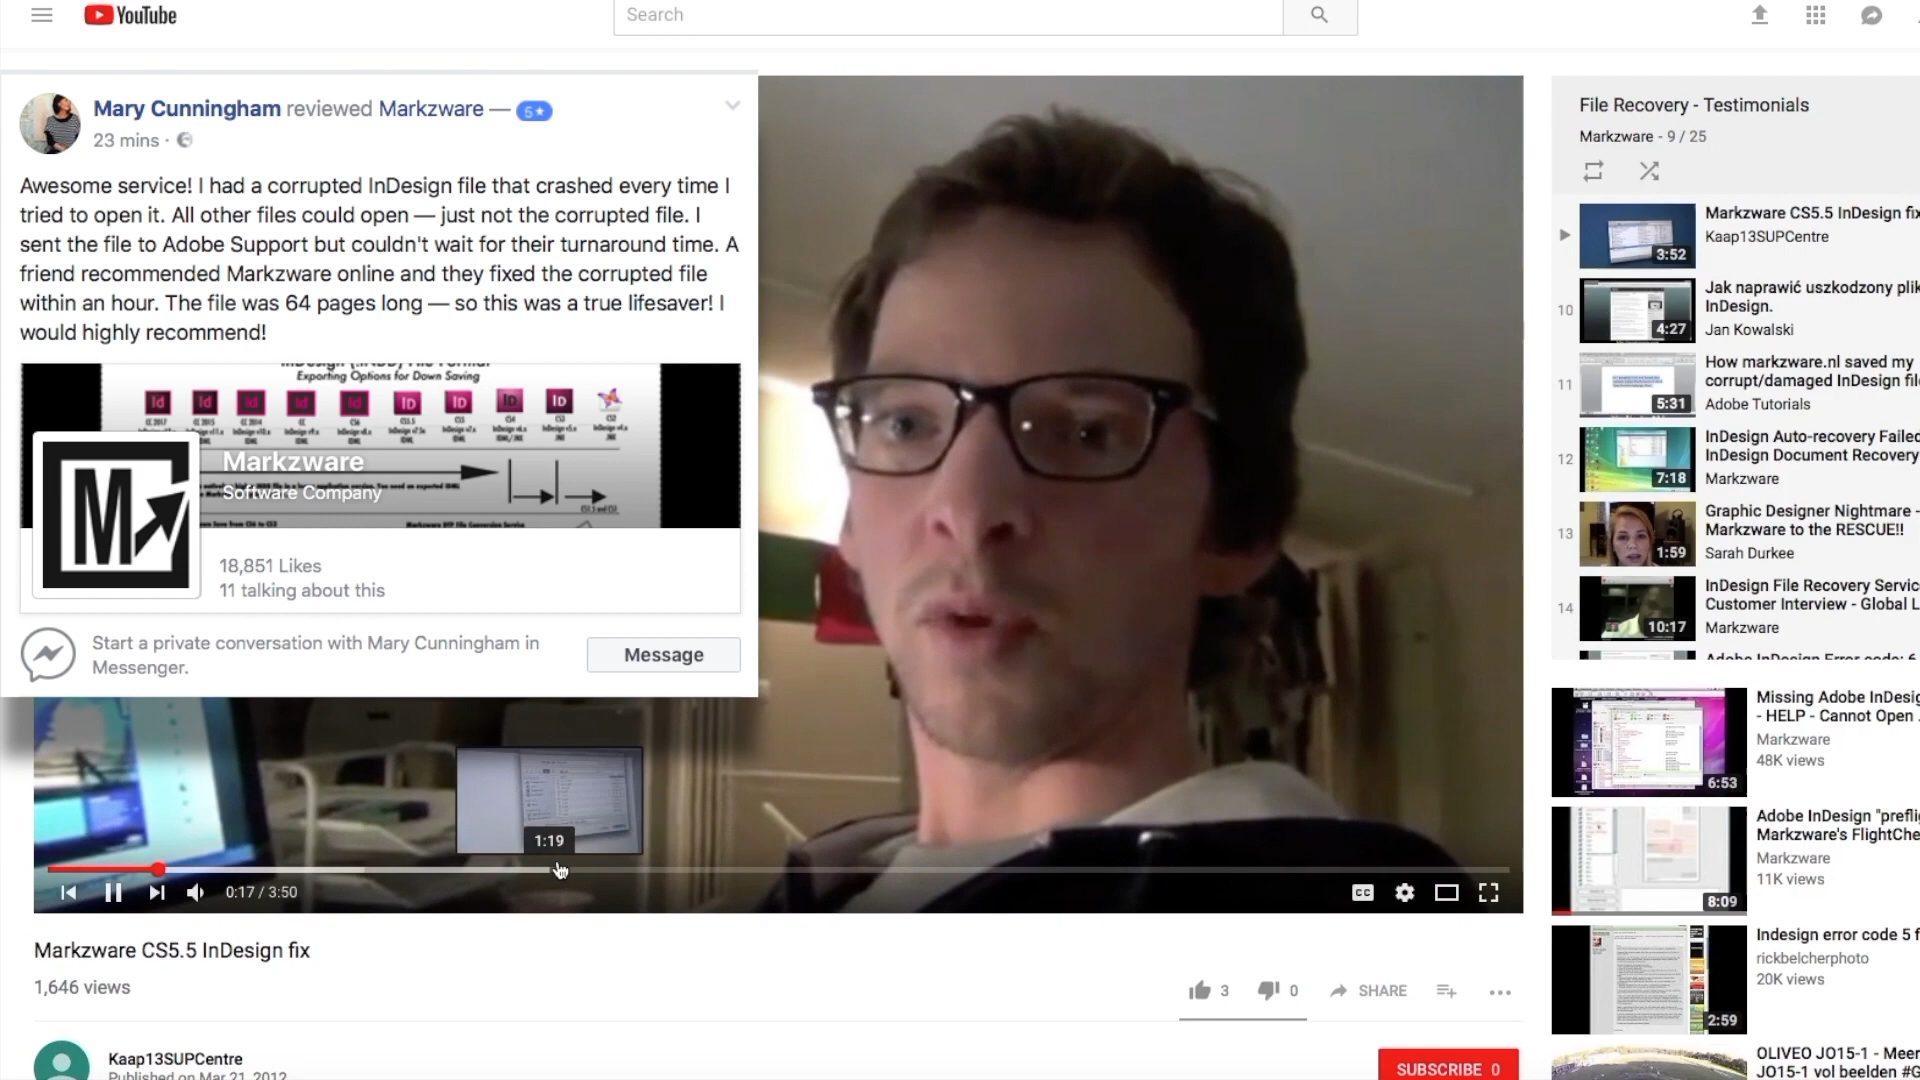 YouTube
Search
Mary Cunningham reviewed Markzware — 5★
23 mins ·
Awesome service! I had a corrupted InDesign file that crashed every time I
tried to open it. All other files could open — just not the corrupted file. I
sent the file to Adobe Support but couldn't wait for their turnaround time. A
friend recommended Markzware online and they fixed the corrupted file
within an hour. The file was 64 pages long — so this was a true lifesaver! I
would highly recommend!
Exporting Options for Down Saving
Id Id Id Id Id Id Id Id Id
Markzware
Software Company
M
18,851 Likes
11 talking about this
Start a private conversation with Mary Cunningham in
Messenger.
Message
1:19
0:17 / 3:50
CC
Markzware CS5.5 InDesign fix
1,646 views
3
0
SHARE
Kaap13SUPCentre
Published on Mar 21, 2012
SUBSCRIBE 0
File Recovery - Testimonials
Markzware - 9 / 25
3:52
Markzware CS5.5 InDesign fix
Kaap13SUPCentre
10
4:27
Jak naprawić uszkodzony plik
InDesign.
Jan Kowalski
11
5:31
How markzware.nl saved my
corrupt/damaged InDesign file
Adobe Tutorials
12
7:18
InDesign Auto-recovery Failed
InDesign Document Recovery
Markzware
13
1:59
Graphic Designer Nightmare -
Markzware to the RESCUE!!
Sarah Durkee
14
10:17
InDesign File Recovery Servic
Customer Interview - Global L
Markzware
Adobe InDesign Error code: 6
6:53
Missing Adobe InDesig
- HELP - Cannot Open .
Markzware
48K views
8:09
Adobe InDesign "preflig
Markzware's FlightChe
Markzware
11K views
2:59
Indesign error code 5 f
rickbelcherphoto
20K views
OLIVEO JO15-1 - Meer
JO15-1 vol beelden #G